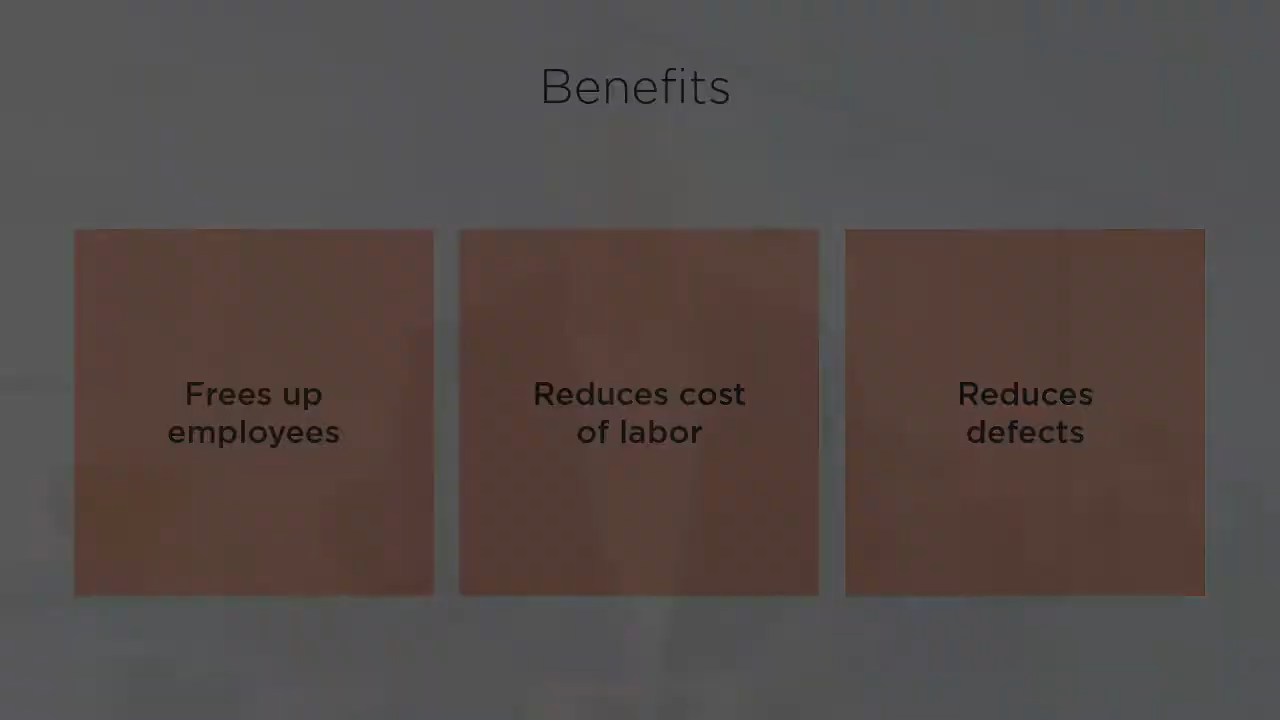 Benefits
Frees up
employees
Reduces cost
of labor
Reduces
defects